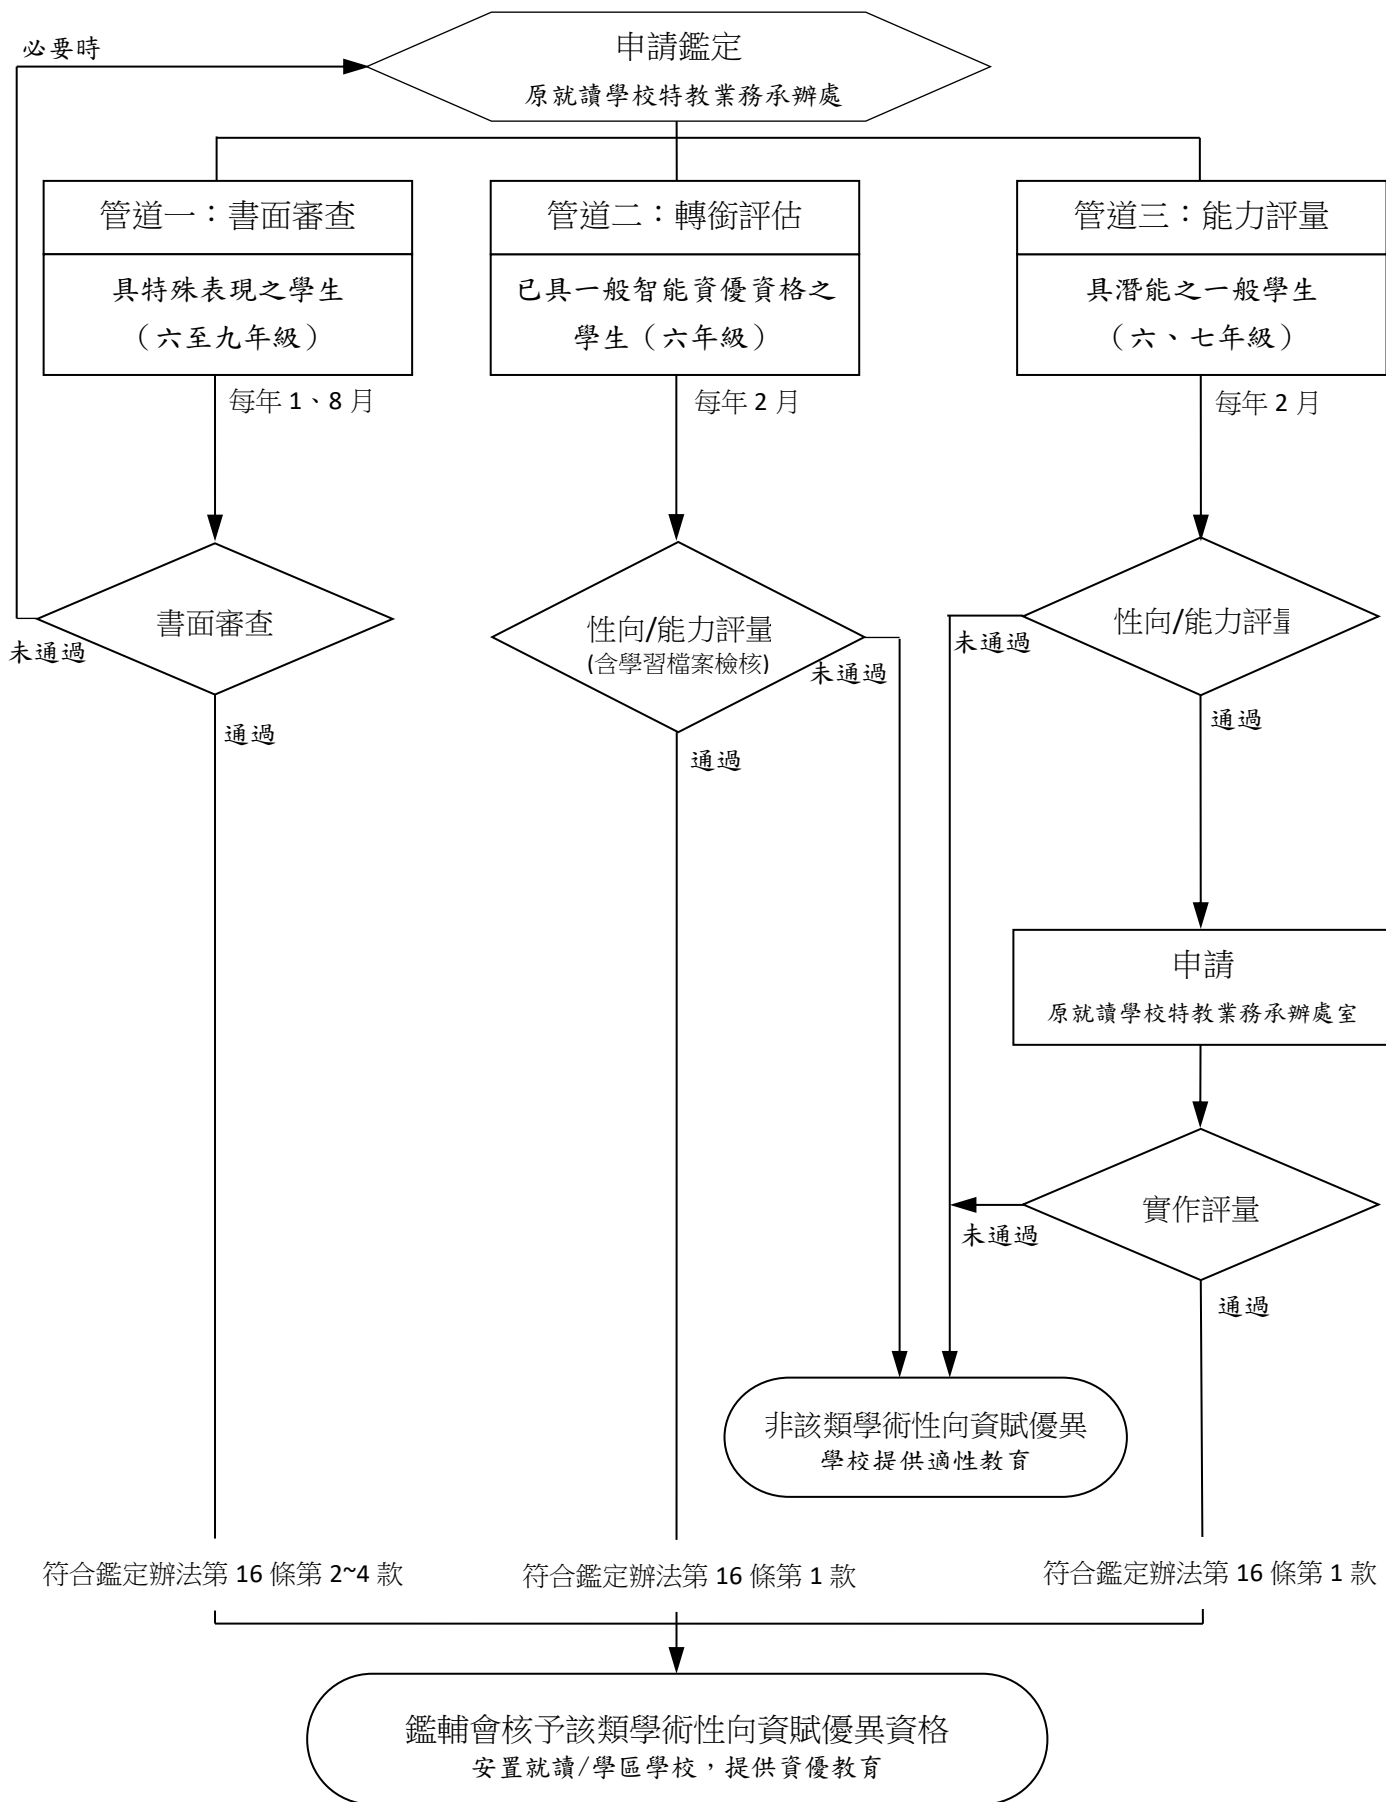 必要時
申請鑑定
原就讀學校特教業務承辦處
管道一：書面審查
具特殊表現之學生
（六至九年級）
每年 1、8 月
管道二：轉銜評估
已具一般智能資優資格之
學生（六年級）
每年 2 月
管道三：能力評量
具潛能之一般學生
（六、七年級）
每年 2 月
書面審查
未通過
通過
性向/能力評量
(含學習檔案檢核)
未通過
通過
性向/能力評量
未通過
通過
申請
原就讀學校特教業務承辦處室
實作評量
未通過
通過
非該類學術性向資賦優異
學校提供適性教育
符合鑑定辦法第 16 條第 2~4 款
符合鑑定辦法第 16 條第 1 款
符合鑑定辦法第 16 條第 1 款
鑑輔會核予該類學術性向資賦優異資格
安置就讀/學區學校，提供資優教育